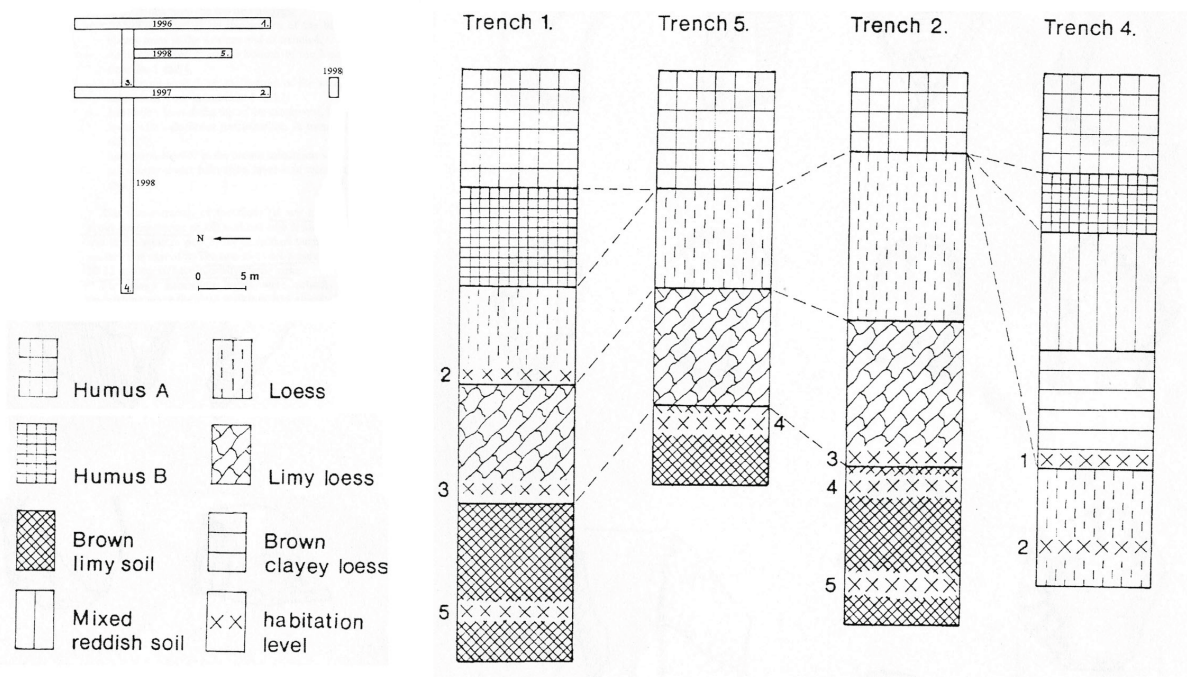 1996 1.
1998 5.
1998
3.
1997 2.
1998
N
0 5 m
4.
Humus A
Loess
Humus B
Limy loess
Brown
limy soil
Brown
clayey loess
Mixed
reddish soil
habitation
level
Trench 1.
Trench 5.
Trench 2.
Trench 4.
2
3
5
4
3
4
5
1
2